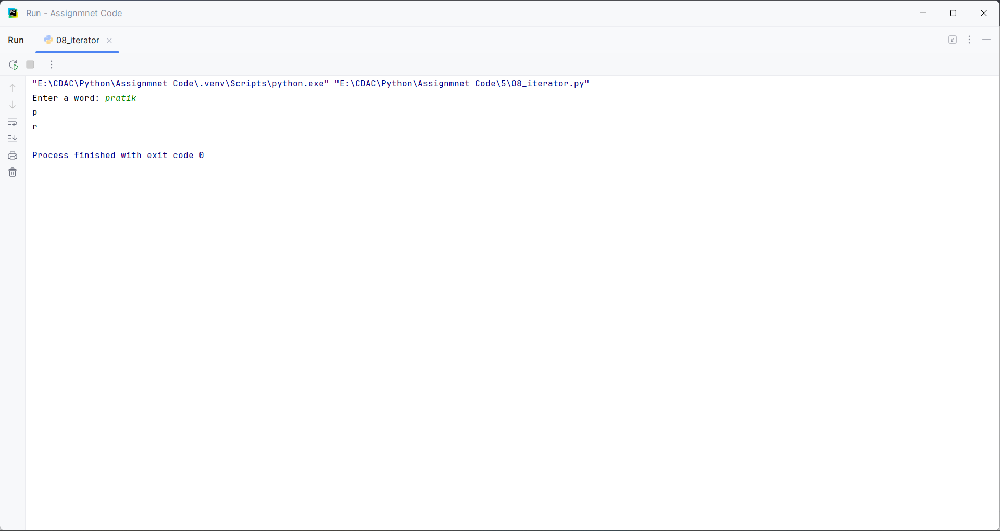 Run - Assignmnet Code
Run 08_iterator
"E:\CDAC\Python\Assignmnet Code\.venv\Scripts\python.exe" "E:\CDAC\Python\Assignmnet Code\5\08_iterator.py"
Enter a word: pratik
p
r
Process finished with exit code 0